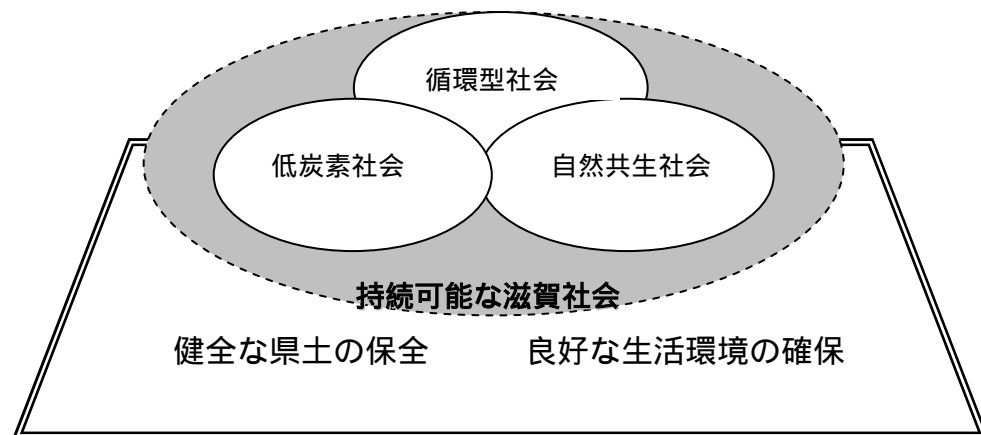 循環型社会
低炭素社会
自然共生社会
持続可能な滋賀社会
健全な県土の保全
良好な生活環境の確保